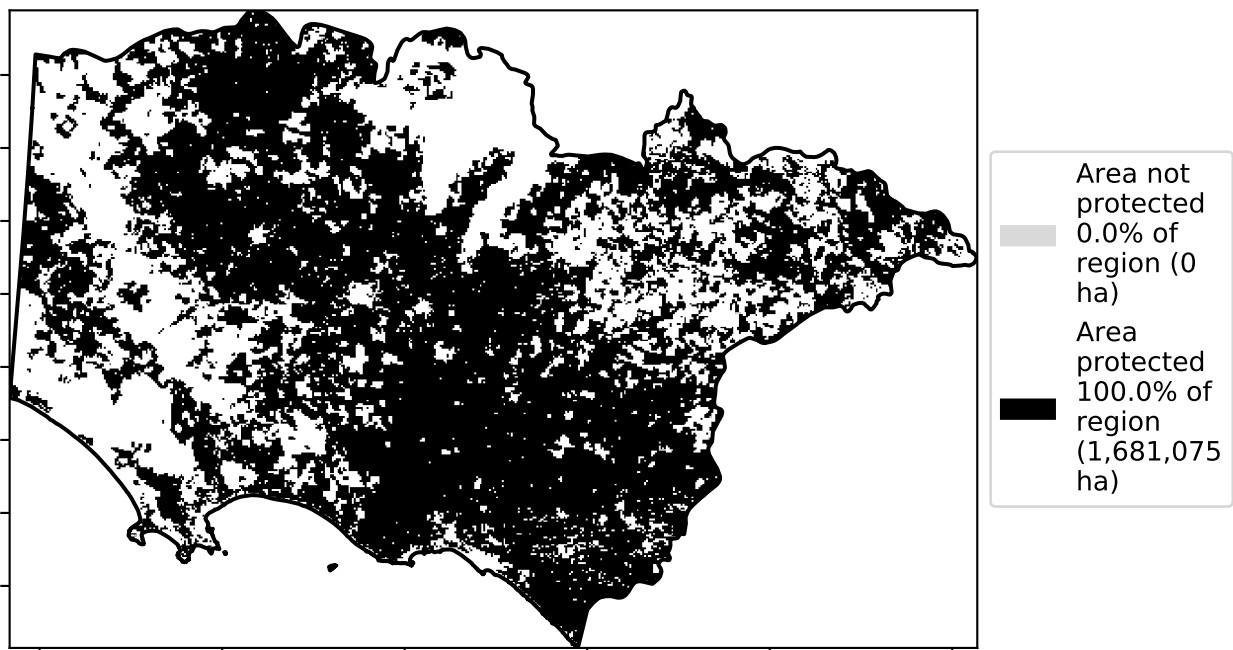 Area not
protected
0.0% of
region (0
ha)
Area
protected
100.0% of
region
(1,681,075
ha)